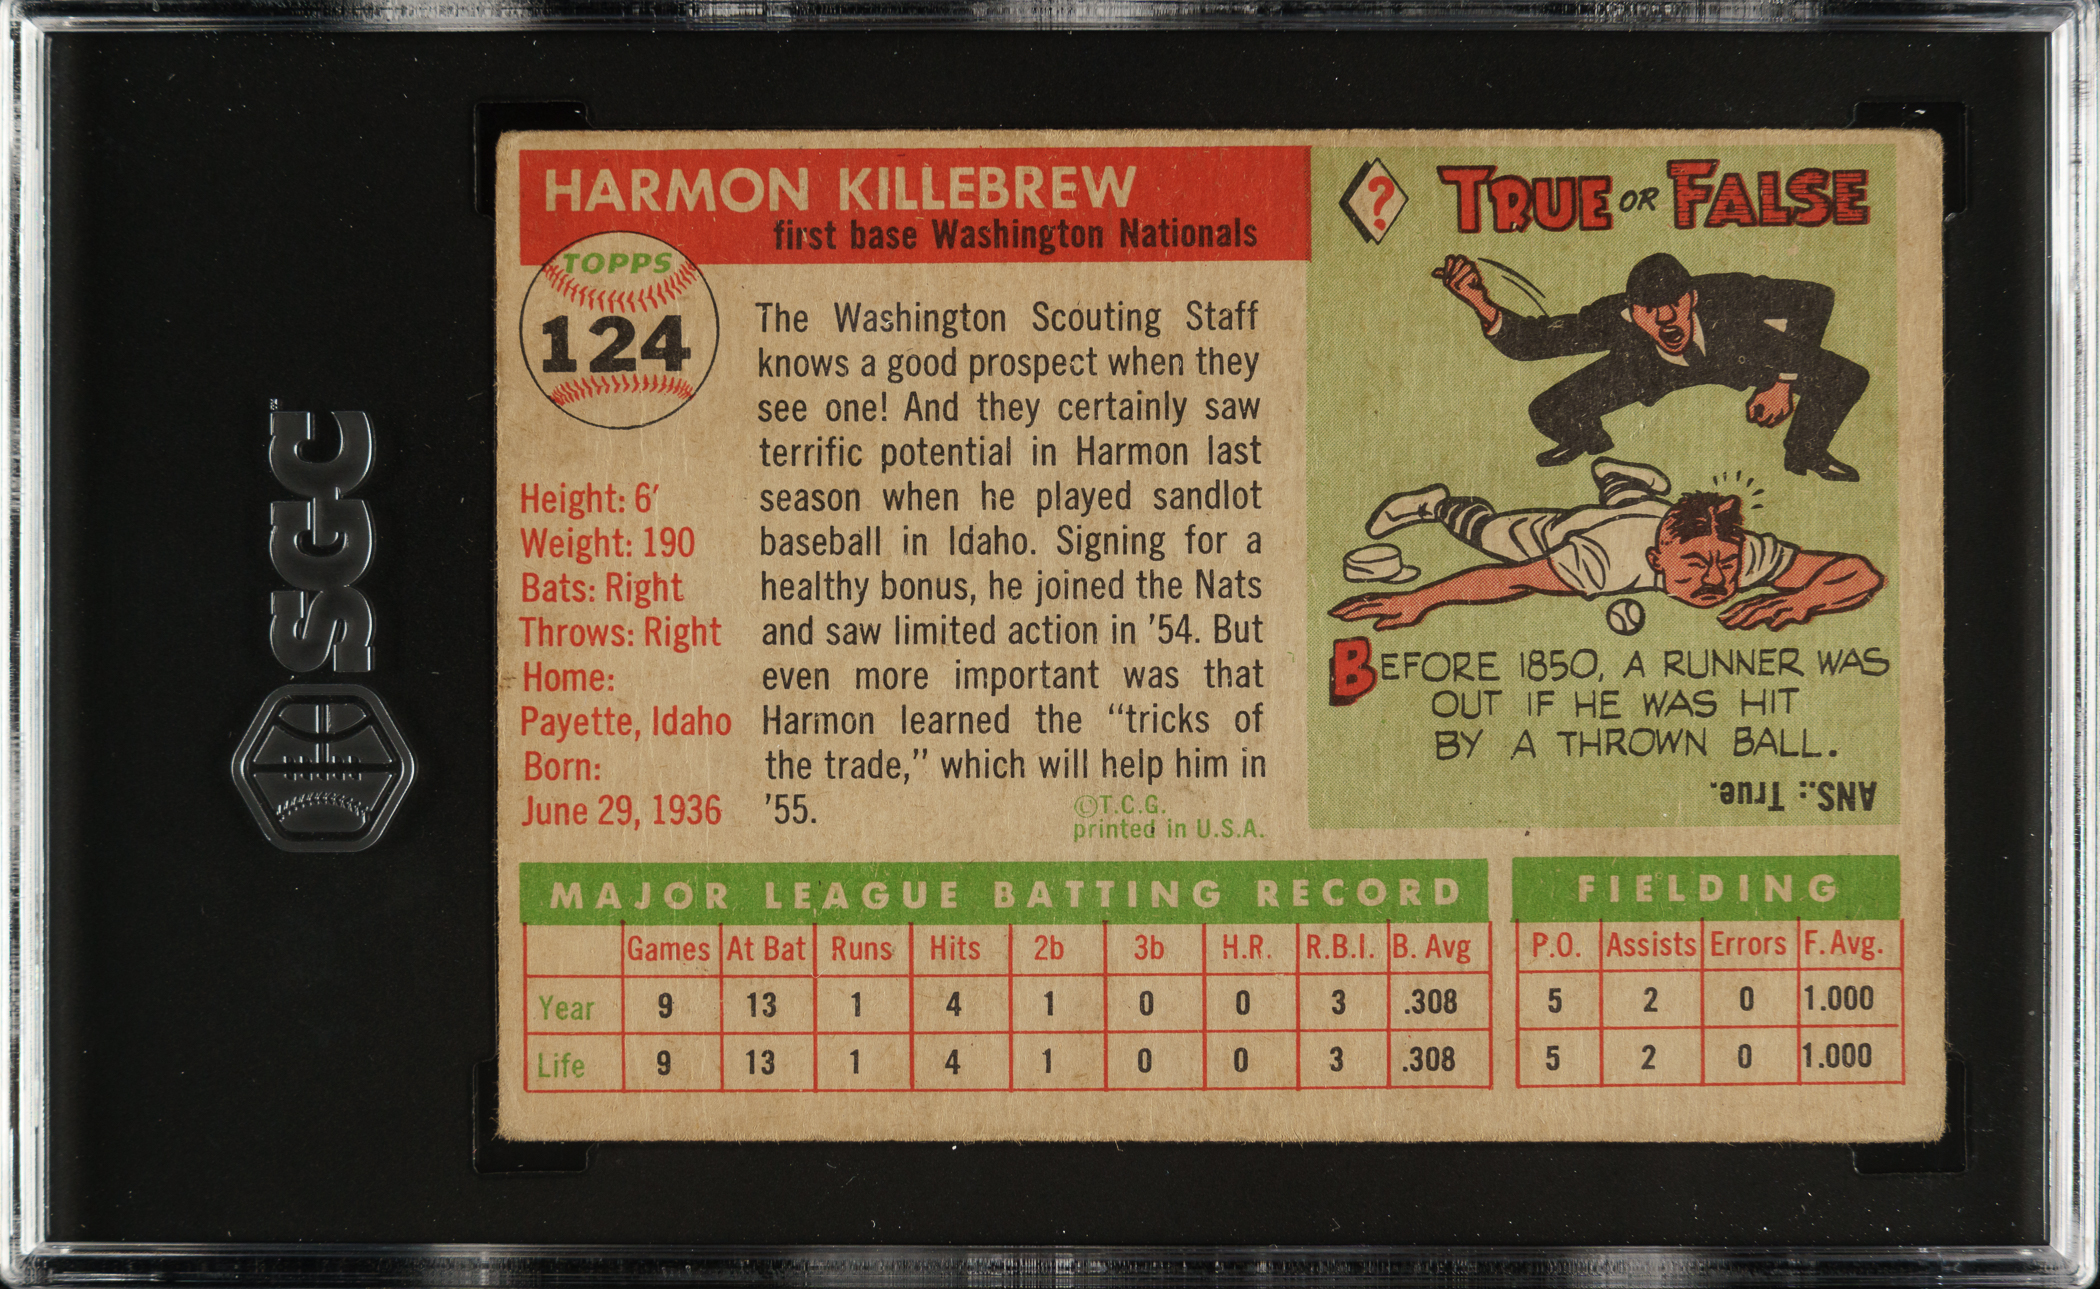 SGC
HARMON KILLEBREW
first base Washington Nationals
TOPPS
124
Height: 6'
Weight: 190
Bats: Right
Throws: Right
Home:
Payette, Idaho
Born:
June 29, 1936
The Washington Scouting Staff
knows a good prospect when they
see one! And they certainly saw
terrific potential in Harmon last
season when he played sandlot
baseball in Idaho. Signing for a
healthy bonus, he joined the Nats
and saw limited action in '54. But
even more important was that
Harmon learned the "tricks of
the trade," which will help him in
'55.
©T.C.G.
printed in U.S.A.
? TRUE OR FALSE
BEFORE 1850, A RUNNER WAS
OUT IF HE WAS HIT
BY A THROWN BALL.
ANS.: True.
MAJOR LEAGUE BATTING RECORD
Games At Bat Runs Hits 2b 3b H.R. R.B.I. B. Avg
Year 9 13 1 4 1 0 0 3 .308
Life 9 13 1 4 1 0 0 3 .308
FIELDING
P.O. Assists Errors F. Avg.
5 2 0 1.000
5 2 0 1.000